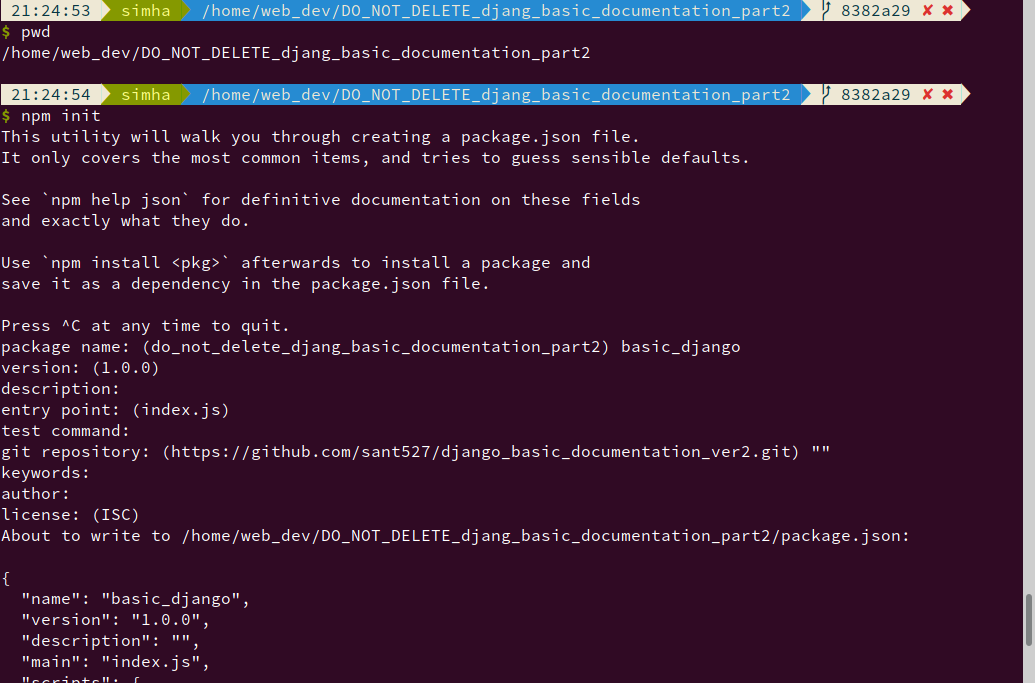 21:24:53 simha /home/web_dev/DO_NOT_DELETE_djang_basic_documentation_part2 8382a29 ✘ ✖
$ pwd
/home/web_dev/DO_NOT_DELETE_djang_basic_documentation_part2
21:24:54 simha /home/web_dev/DO_NOT_DELETE_djang_basic_documentation_part2 8382a29 ✘ ✖
$ npm init
This utility will walk you through creating a package.json file.
It only covers the most common items, and tries to guess sensible defaults.
See `npm help json` for definitive documentation on these fields
and exactly what they do.
Use `npm install <pkg>` afterwards to install a package and
save it as a dependency in the package.json file.
Press ^C at any time to quit.
package name: (do_not_delete_djang_basic_documentation_part2) basic_django
version: (1.0.0)
description:
entry point: (index.js)
test command:
git repository: (https://github.com/sant527/django_basic_documentation_ver2.git) ""
keywords:
author:
license: (ISC)
About to write to /home/web_dev/DO_NOT_DELETE_djang_basic_documentation_part2/package.json:
{
"name": "basic_django",
"version": "1.0.0",
"description": "",
"main": "index.js",
"scripts": {